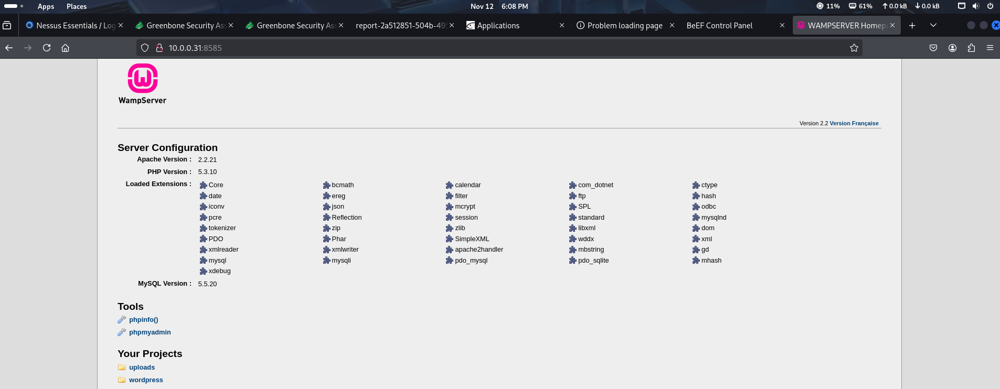 Apps Places Nov 12 6:08 PM 11% 61% 0.0 kB 0.0 kB
Nessus Essentials / Log Greenbone Security Ass Greenbone Security Ass report-2a512851-504b-495 Applications Problem loading page BeEF Control Panel WAMPSERVER Homepa
10.0.0.31:8585
WampServer
Version 2.2 Version Française
Server Configuration
Apache Version : 2.2.21
PHP Version : 5.3.10
Loaded Extensions : Core bcmath calendar com_dotnet ctype
date ereg filter ftp hash
iconv json mcrypt SPL odbc
pcre Reflection session standard mysqlnd
tokenizer zip zlib libxml dom
PDO Phar SimpleXML wddx xml
xmlreader xmlwriter apache2handler mbstring gd
mysql mysqli pdo_mysql pdo_sqlite mhash
xdebug
MySQL Version : 5.5.20
Tools
phpinfo()
phpmyadmin
Your Projects
uploads
wordpress